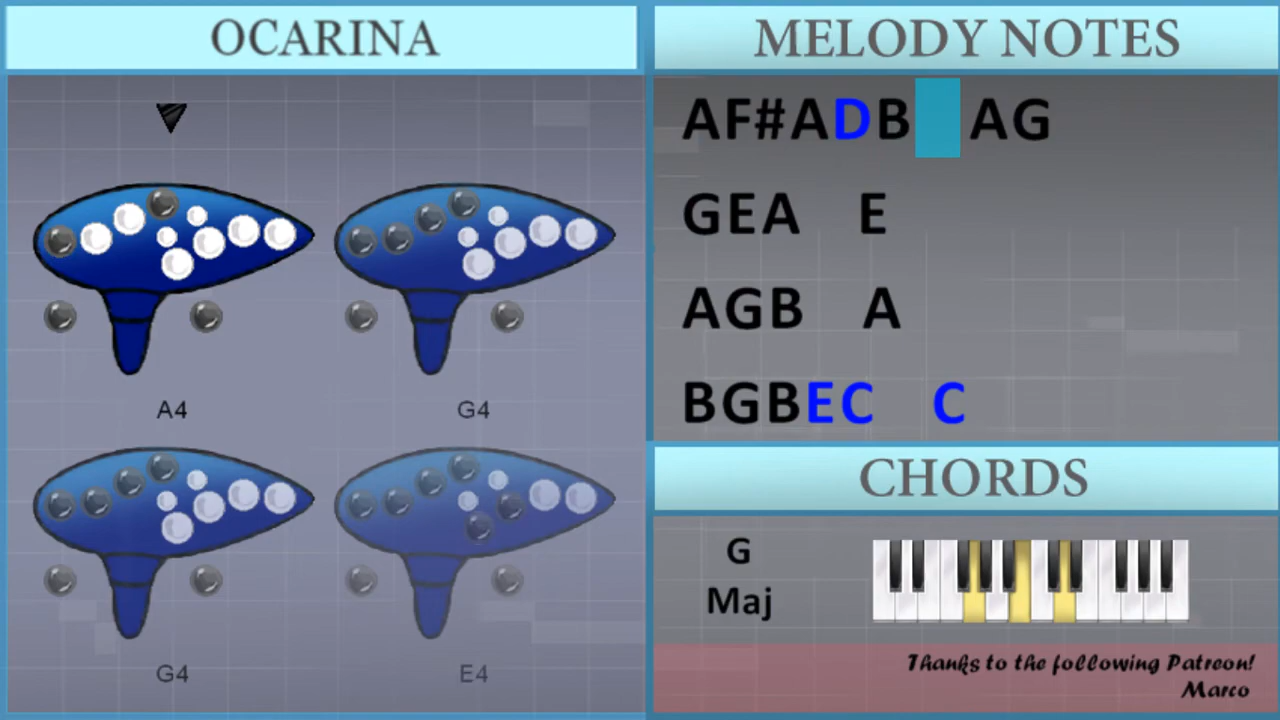 OCARINA
A4
G4
G4
E4
MELODY NOTES
AF#ADB AG
GEA E
AGB A
BGBEC C
CHORDS
G
Maj
Thanks to the following Patreon!
Marco